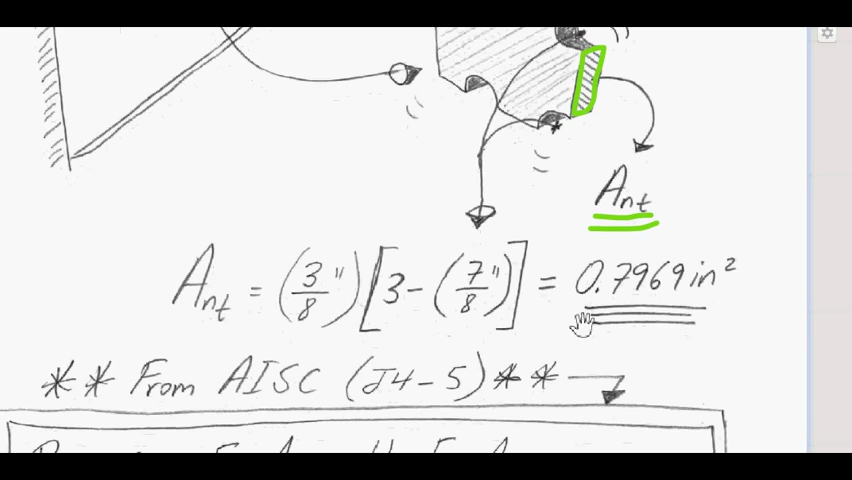 Ant
Ant = (3/8") [3 - (7/8")] = 0.7969 in²
** From AISC (J4-5) **